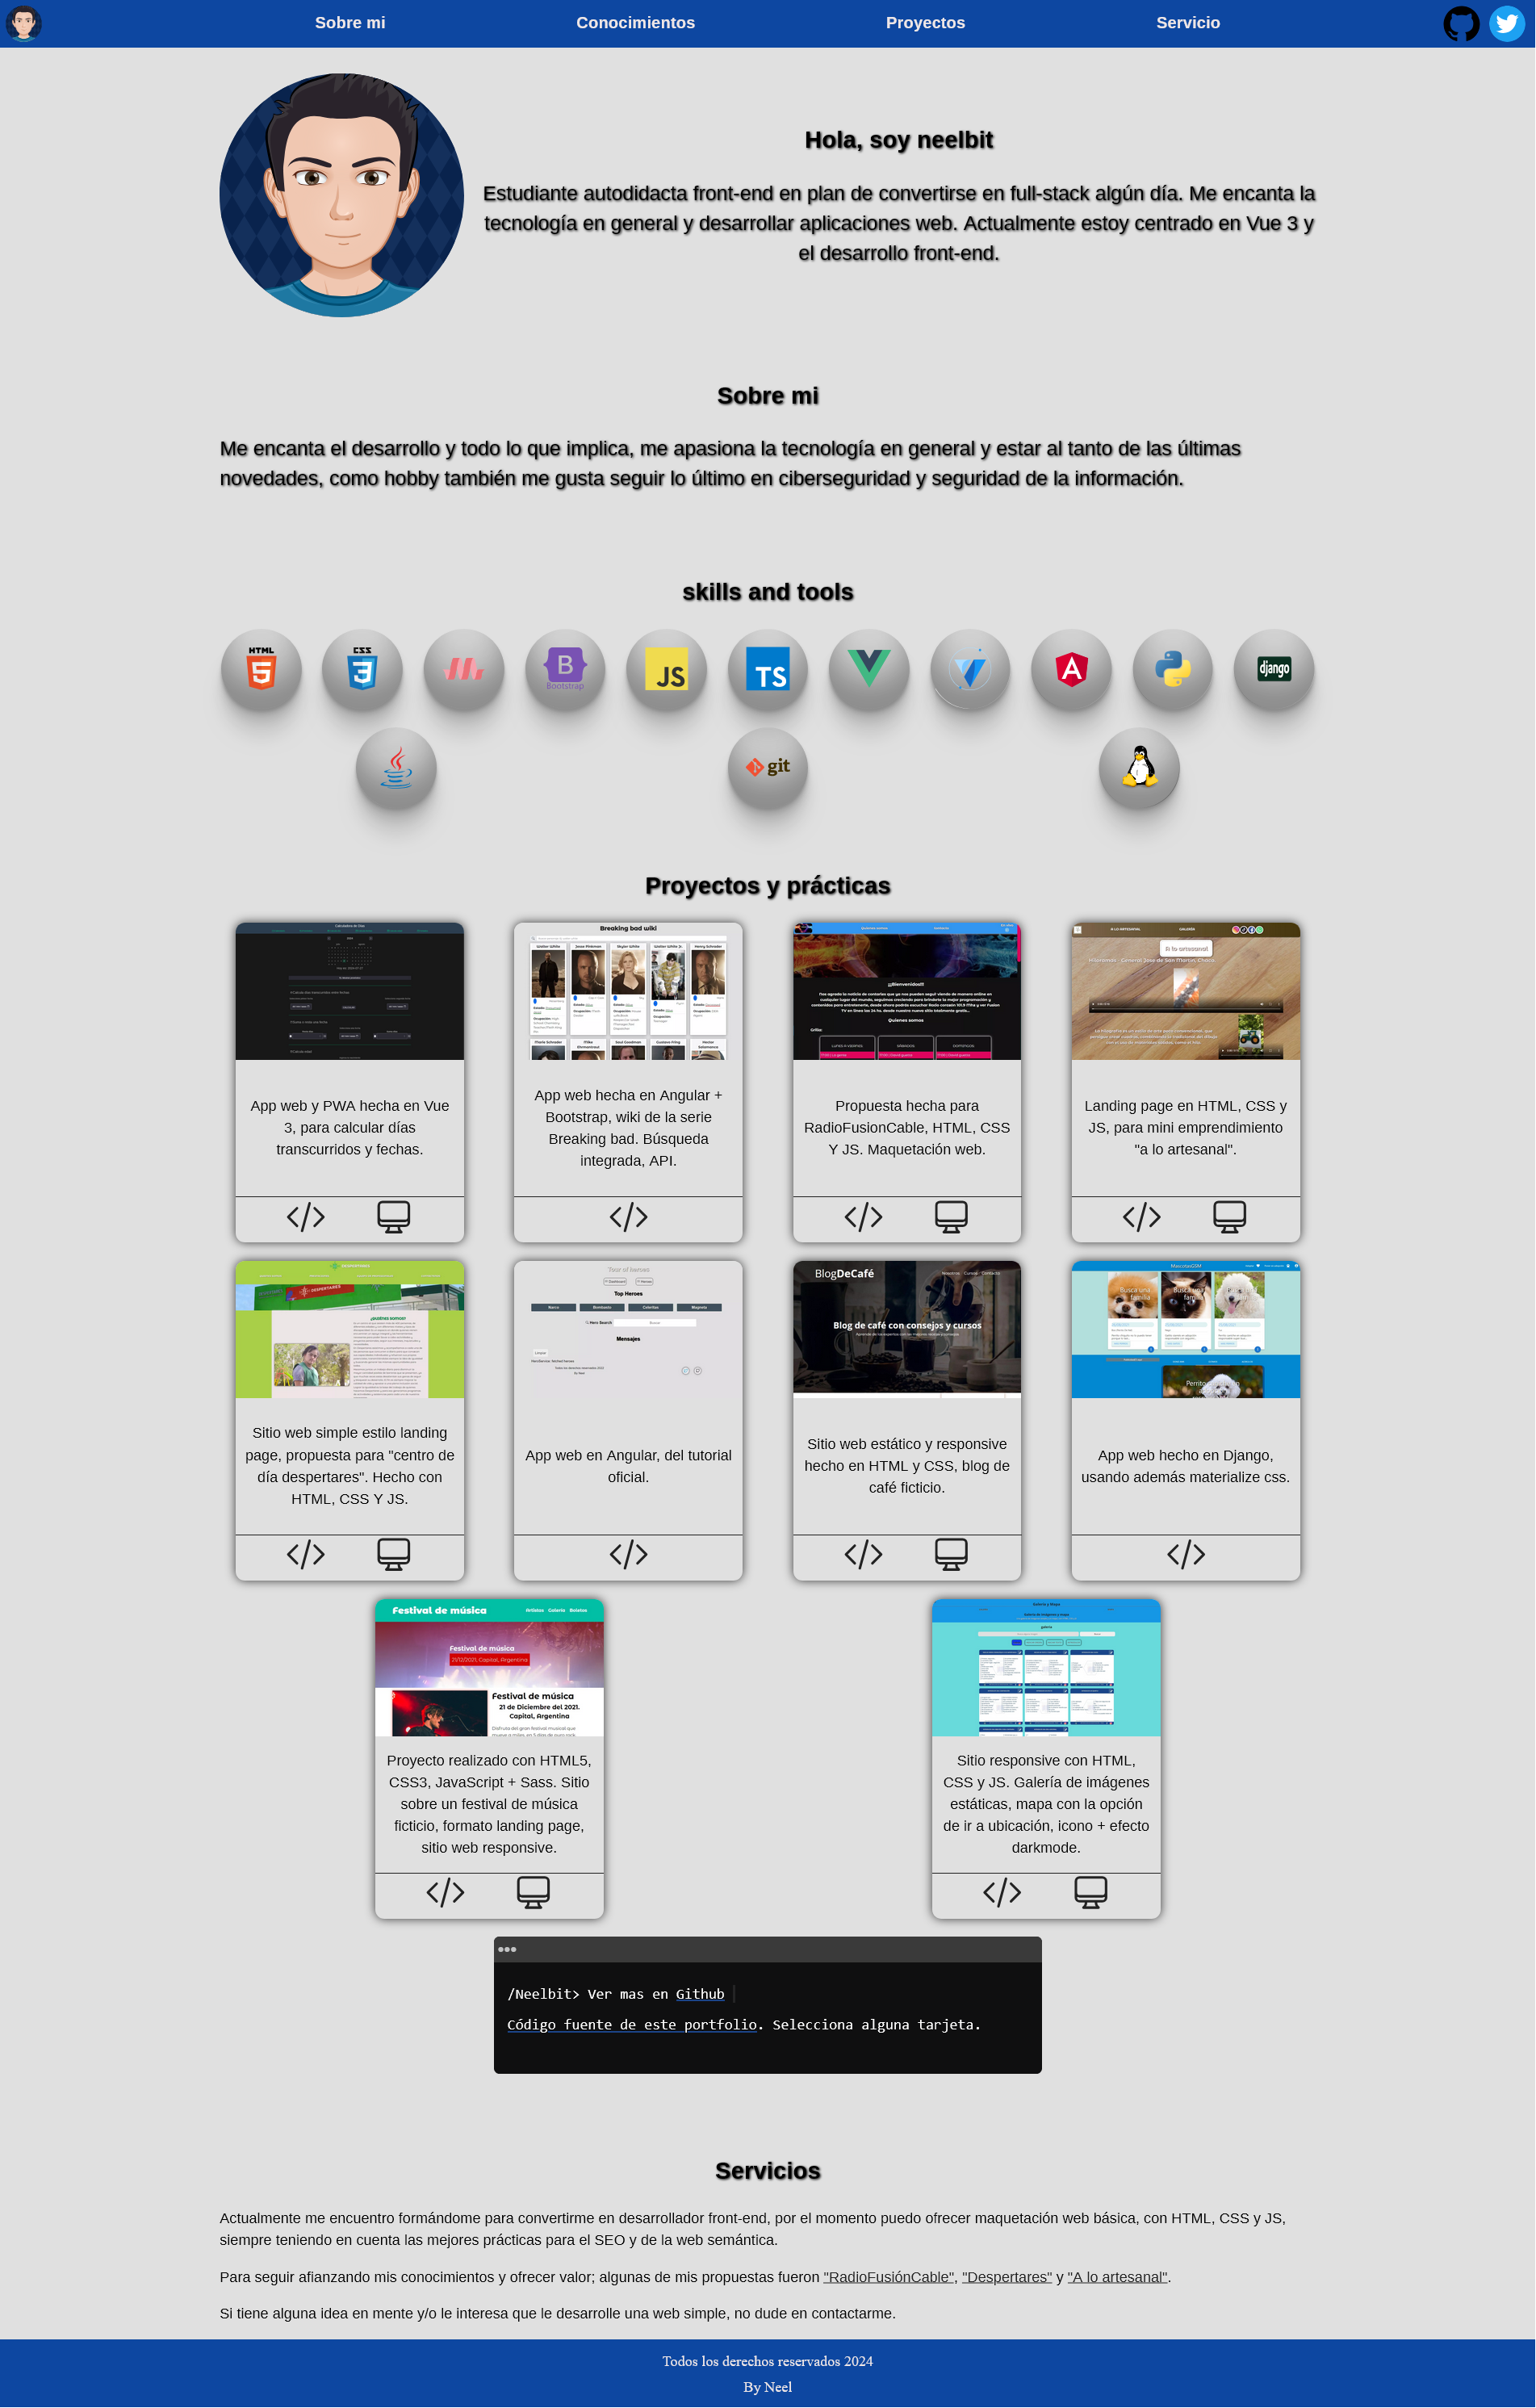 Sobre mi
Conocimientos
Proyectos
Servicio
Hola, soy neelbit
Estudiante autodidacta front-end en plan de convertirse en full-stack algún día. Me encanta la
tecnología en general y desarrollar aplicaciones web. Actualmente estoy centrado en Vue 3 y
el desarrollo front-end.
Sobre mi
Me encanta el desarrollo y todo lo que implica, me apasiona la tecnología en general y estar al tanto de las últimas
novedades, como hobby también me gusta seguir lo último en ciberseguridad y seguridad de la información.
skills and tools
HTML
5
CSS
3
B
Bootstrap
JS
TS
A
django
git
Proyectos y prácticas
Breaking bad wiki
¡¡Bienvenidos!!
Quienes somos
A lo artesanal
App web y PWA hecha en Vue
3, para calcular días
transcurridos y fechas.
App web hecha en Angular +
Bootstrap, wiki de la serie
Breaking bad. Búsqueda
integrada, API.
Propuesta hecha para
RadioFusionCable, HTML, CSS
Y JS. Maquetación web.
Landing page en HTML, CSS y
JS, para mini emprendimiento
"a lo artesanal".
Tour of heroes
Top Heroes
Mensajes
BlogDeCafé
Nosotros Cursos Contacto
Blog de café con consejos y cursos
MascotasGSM
Sitio web simple estilo landing
page, propuesta para "centro de
día despertares". Hecho con
HTML, CSS Y JS.
App web en Angular, del tutorial
oficial.
Sitio web estático y responsive
hecho en HTML y CSS, blog de
café ficticio.
App web hecho en Django,
usando además materialize css.
Festival de música
Artistas Galería Boletos
Festival de música
21/12/2021, Capital, Argentina
Festival de música
21 de Diciembre del 2021.
Capital, Argentina
Proyecto realizado con HTML5,
CSS3, JavaScript + Sass. Sitio
sobre un festival de música
ficticio, formato landing page,
sitio web responsive.
Sitio responsive con HTML,
CSS y JS. Galería de imágenes
estáticas, mapa con la opción
de ir a ubicación, icono + efecto
darkmode.
/Neelbit> Ver mas en Github
Código fuente de este portfolio. Selecciona alguna tarjeta.
Servicios
Actualmente me encuentro formándome para convertirme en desarrollador front-end, por el momento puedo ofrecer maquetación web básica, con HTML, CSS y JS,
siempre teniendo en cuenta las mejores prácticas para el SEO y de la web semántica.
Para seguir afianzando mis conocimientos y ofrecer valor; algunas de mis propuestas fueron "RadioFusiónCable", "Despertares" y "A lo artesanal".
Si tiene alguna idea en mente y/o le interesa que le desarrolle una web simple, no dude en contactarme.
Todos los derechos reservados 2024
By Neel